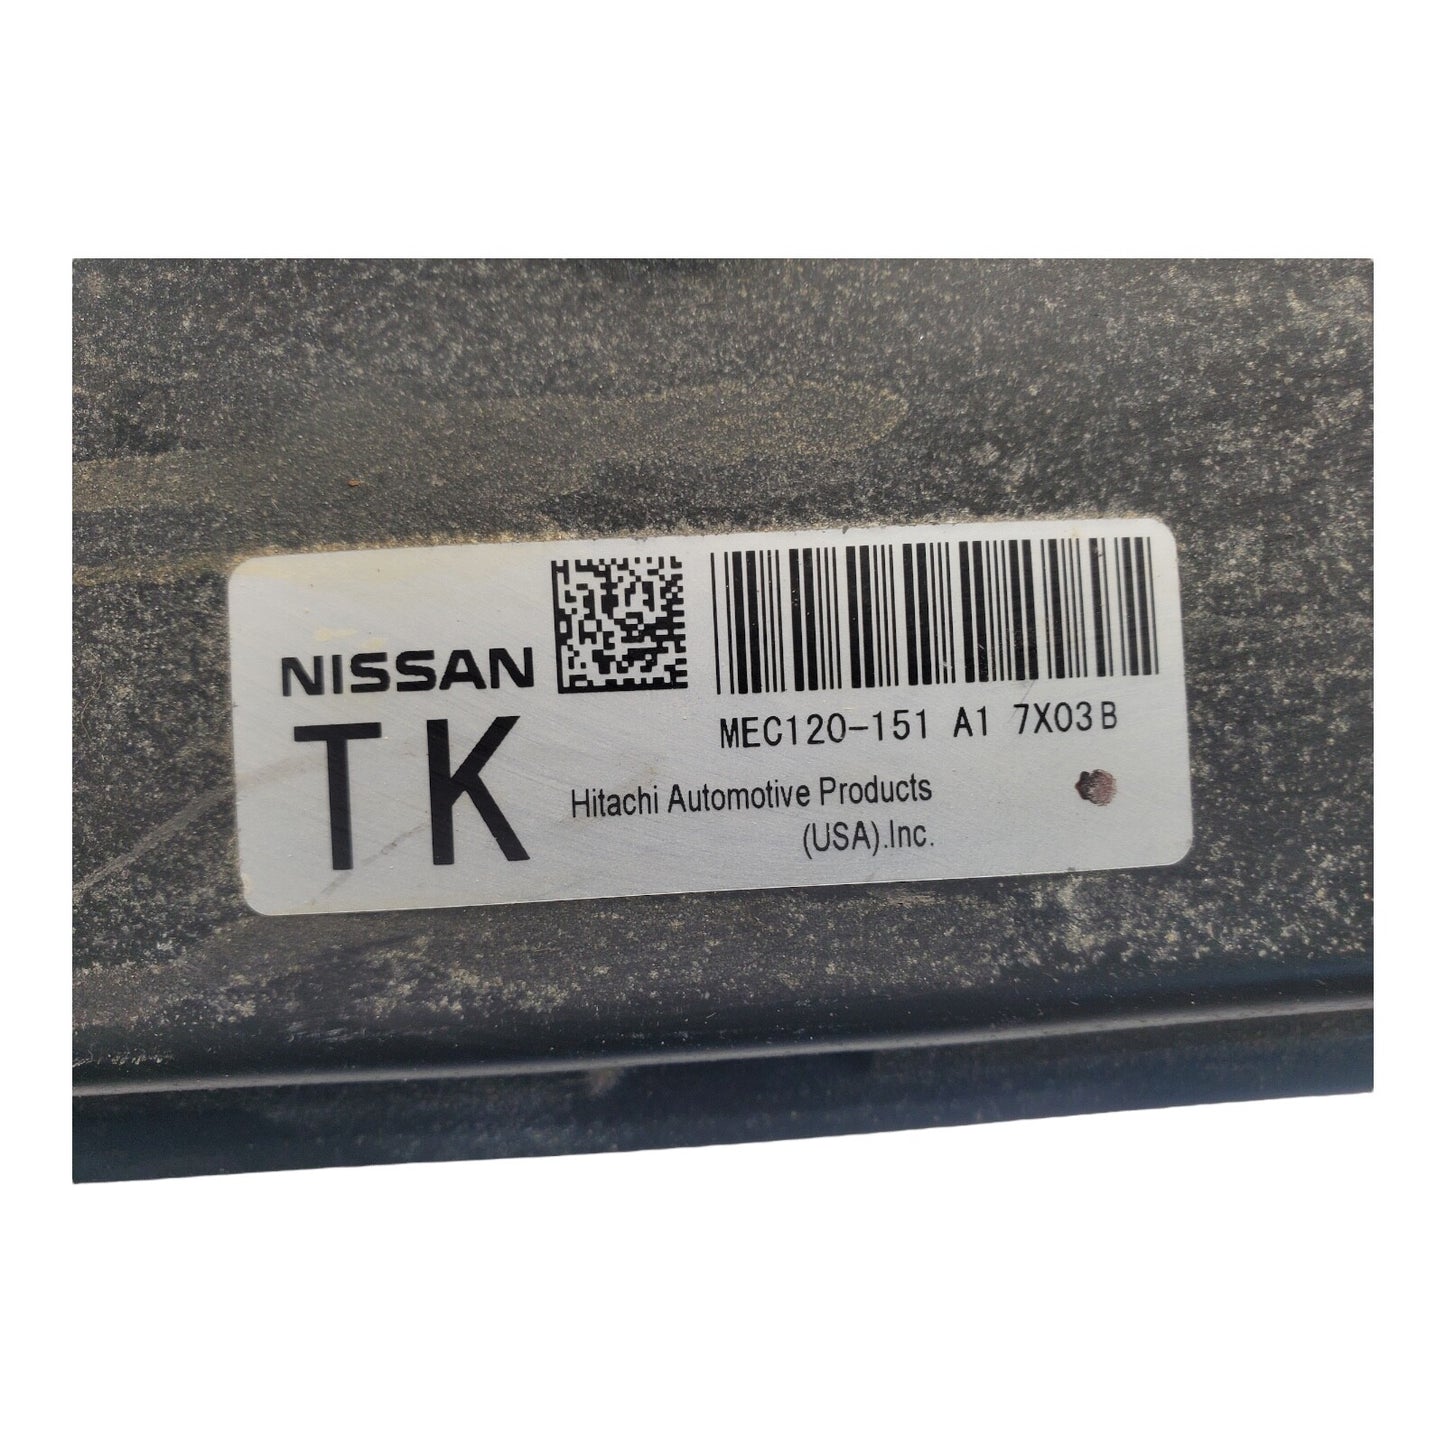 NISSAN
TK
MEC120-151 A1 7X03B
Hitachi Automotive Products
(USA).Inc.